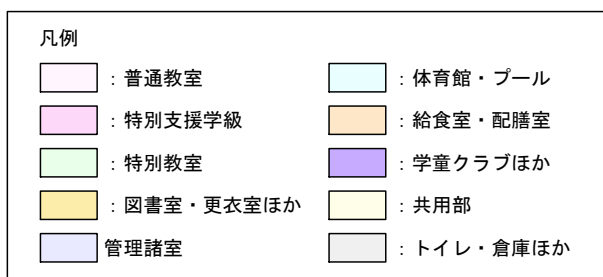 凡例
：普通教室
：体育館・プール
：特別支援学級
：給食室・配膳室
：特別教室
：学童クラブほか
：図書室・更衣室ほか
：共用部
管理諸室
：トイレ・倉庫ほか